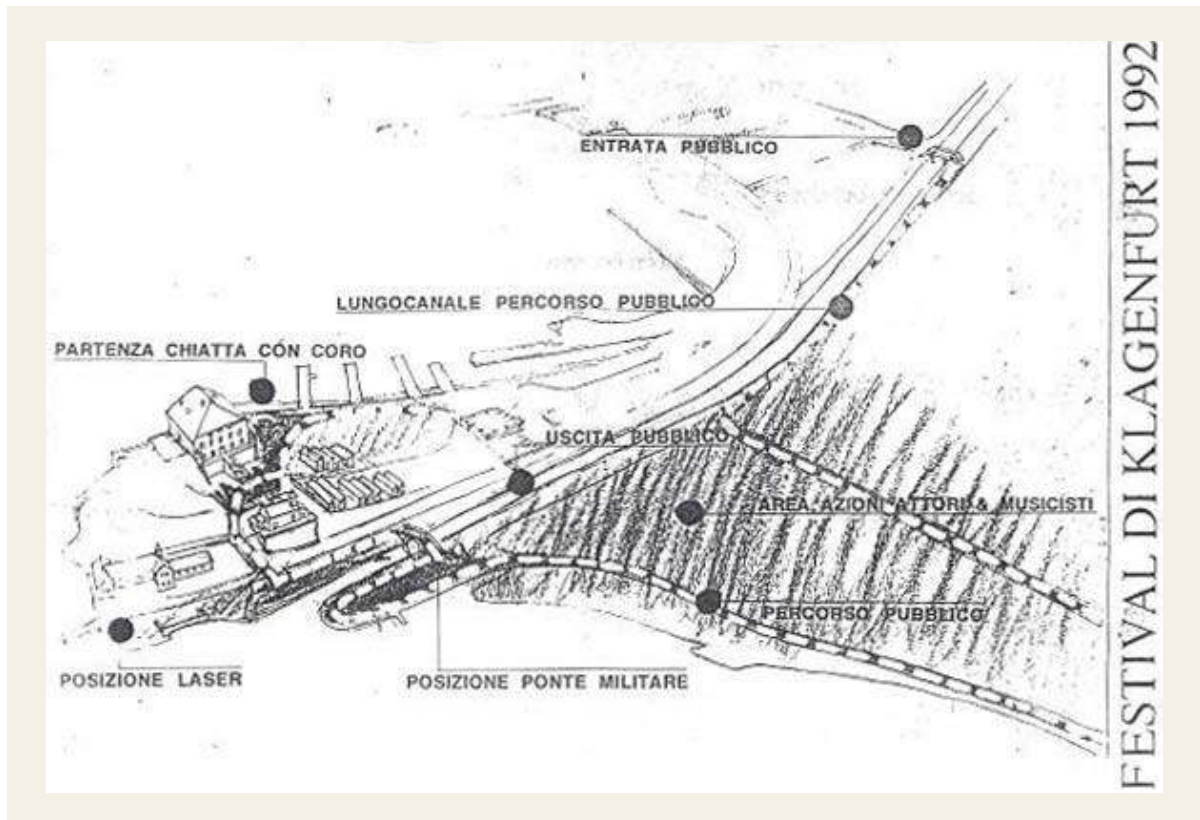 ENTRATA PUBBLICO
LUNGOCANALE PERCORSO PUBBLICO
PARTENZA CHIATTA CON CORO
USCITA PUBBLICO
AREA AZIONI ATTORI & MUSICISTI
PERCORSO PUBBLICO
POSIZIONE LASER
POSIZIONE PONTE MILITARE
FESTIVAL DI KLAGENFURT 1992